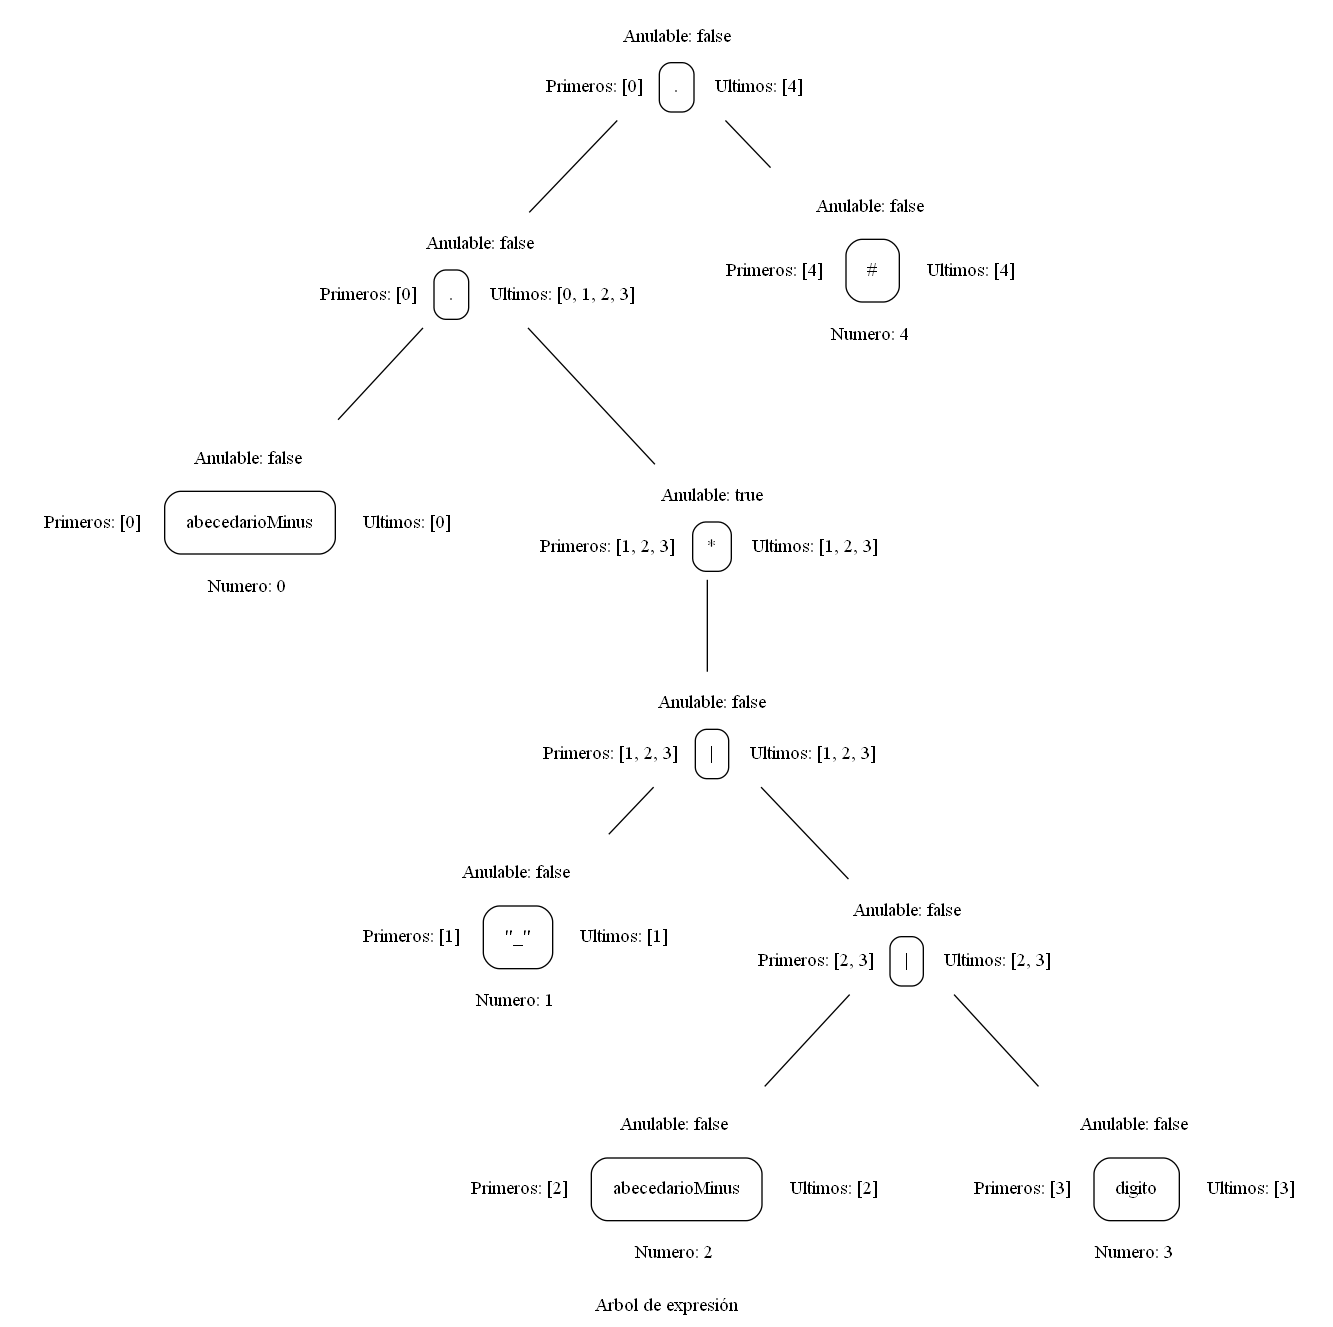 Anulable: false
Primeros: [0] . Ultimos: [4]
Anulable: false
Primeros: [4] # Ultimos: [4]
Numero: 4
Anulable: false
Primeros: [0] . Ultimos: [0, 1, 2, 3]
Anulable: false
Primeros: [0] abecedarioMinus Ultimos: [0]
Numero: 0
Anulable: true
Primeros: [1, 2, 3] * Ultimos: [1, 2, 3]
Anulable: false
Primeros: [1, 2, 3] | Ultimos: [1, 2, 3]
Anulable: false
Primeros: [1] "_" Ultimos: [1]
Numero: 1
Anulable: false
Primeros: [2, 3] | Ultimos: [2, 3]
Anulable: false
Primeros: [2] abecedarioMinus Ultimos: [2]
Numero: 2
Anulable: false
Primeros: [3] digito Ultimos: [3]
Numero: 3
Arbol de expresión